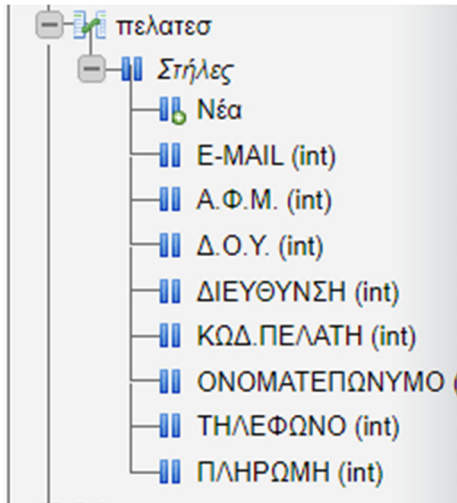 πελατεσ
Στήλες
Νέα
E-MAIL (int)
Α.Φ.Μ. (int)
Δ.Ο.Υ. (int)
ΔΙΕΥΘΥΝΣΗ (int)
ΚΩΔ.ΠΕΛΑΤΗ (int)
ΟΝΟΜΑΤΕΠΩΝΥΜΟ (
ΤΗΛΕΦΩΝΟ (int)
ΠΛΗΡΩΜΗ (int)